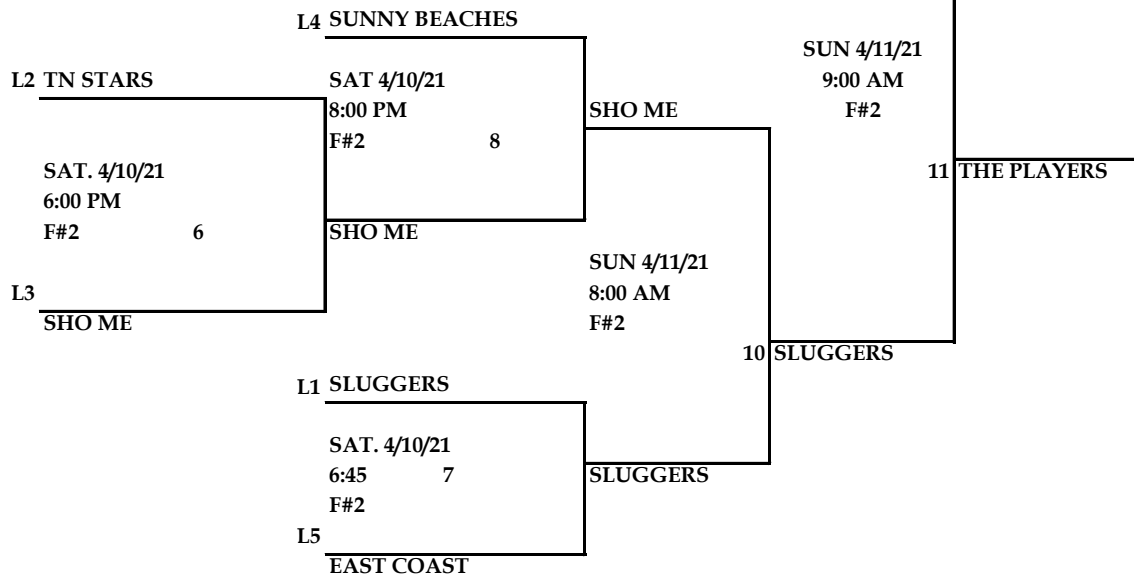 L4 SUNNY BEACHES
SUN 4/11/21
L2 TN STARS
SAT 4/10/21
9:00 AM
8:00 PM
SHO ME
F#2
F#2 8
SAT. 4/10/21
11 THE PLAYERS
6:00 PM
F#2 6
SHO ME
SUN 4/11/21
L3
8:00 AM
SHO ME
F#2
10 SLUGGERS
L1 SLUGGERS
SAT. 4/10/21
6:45 7
SLUGGERS
F#2
L5
EAST COAST